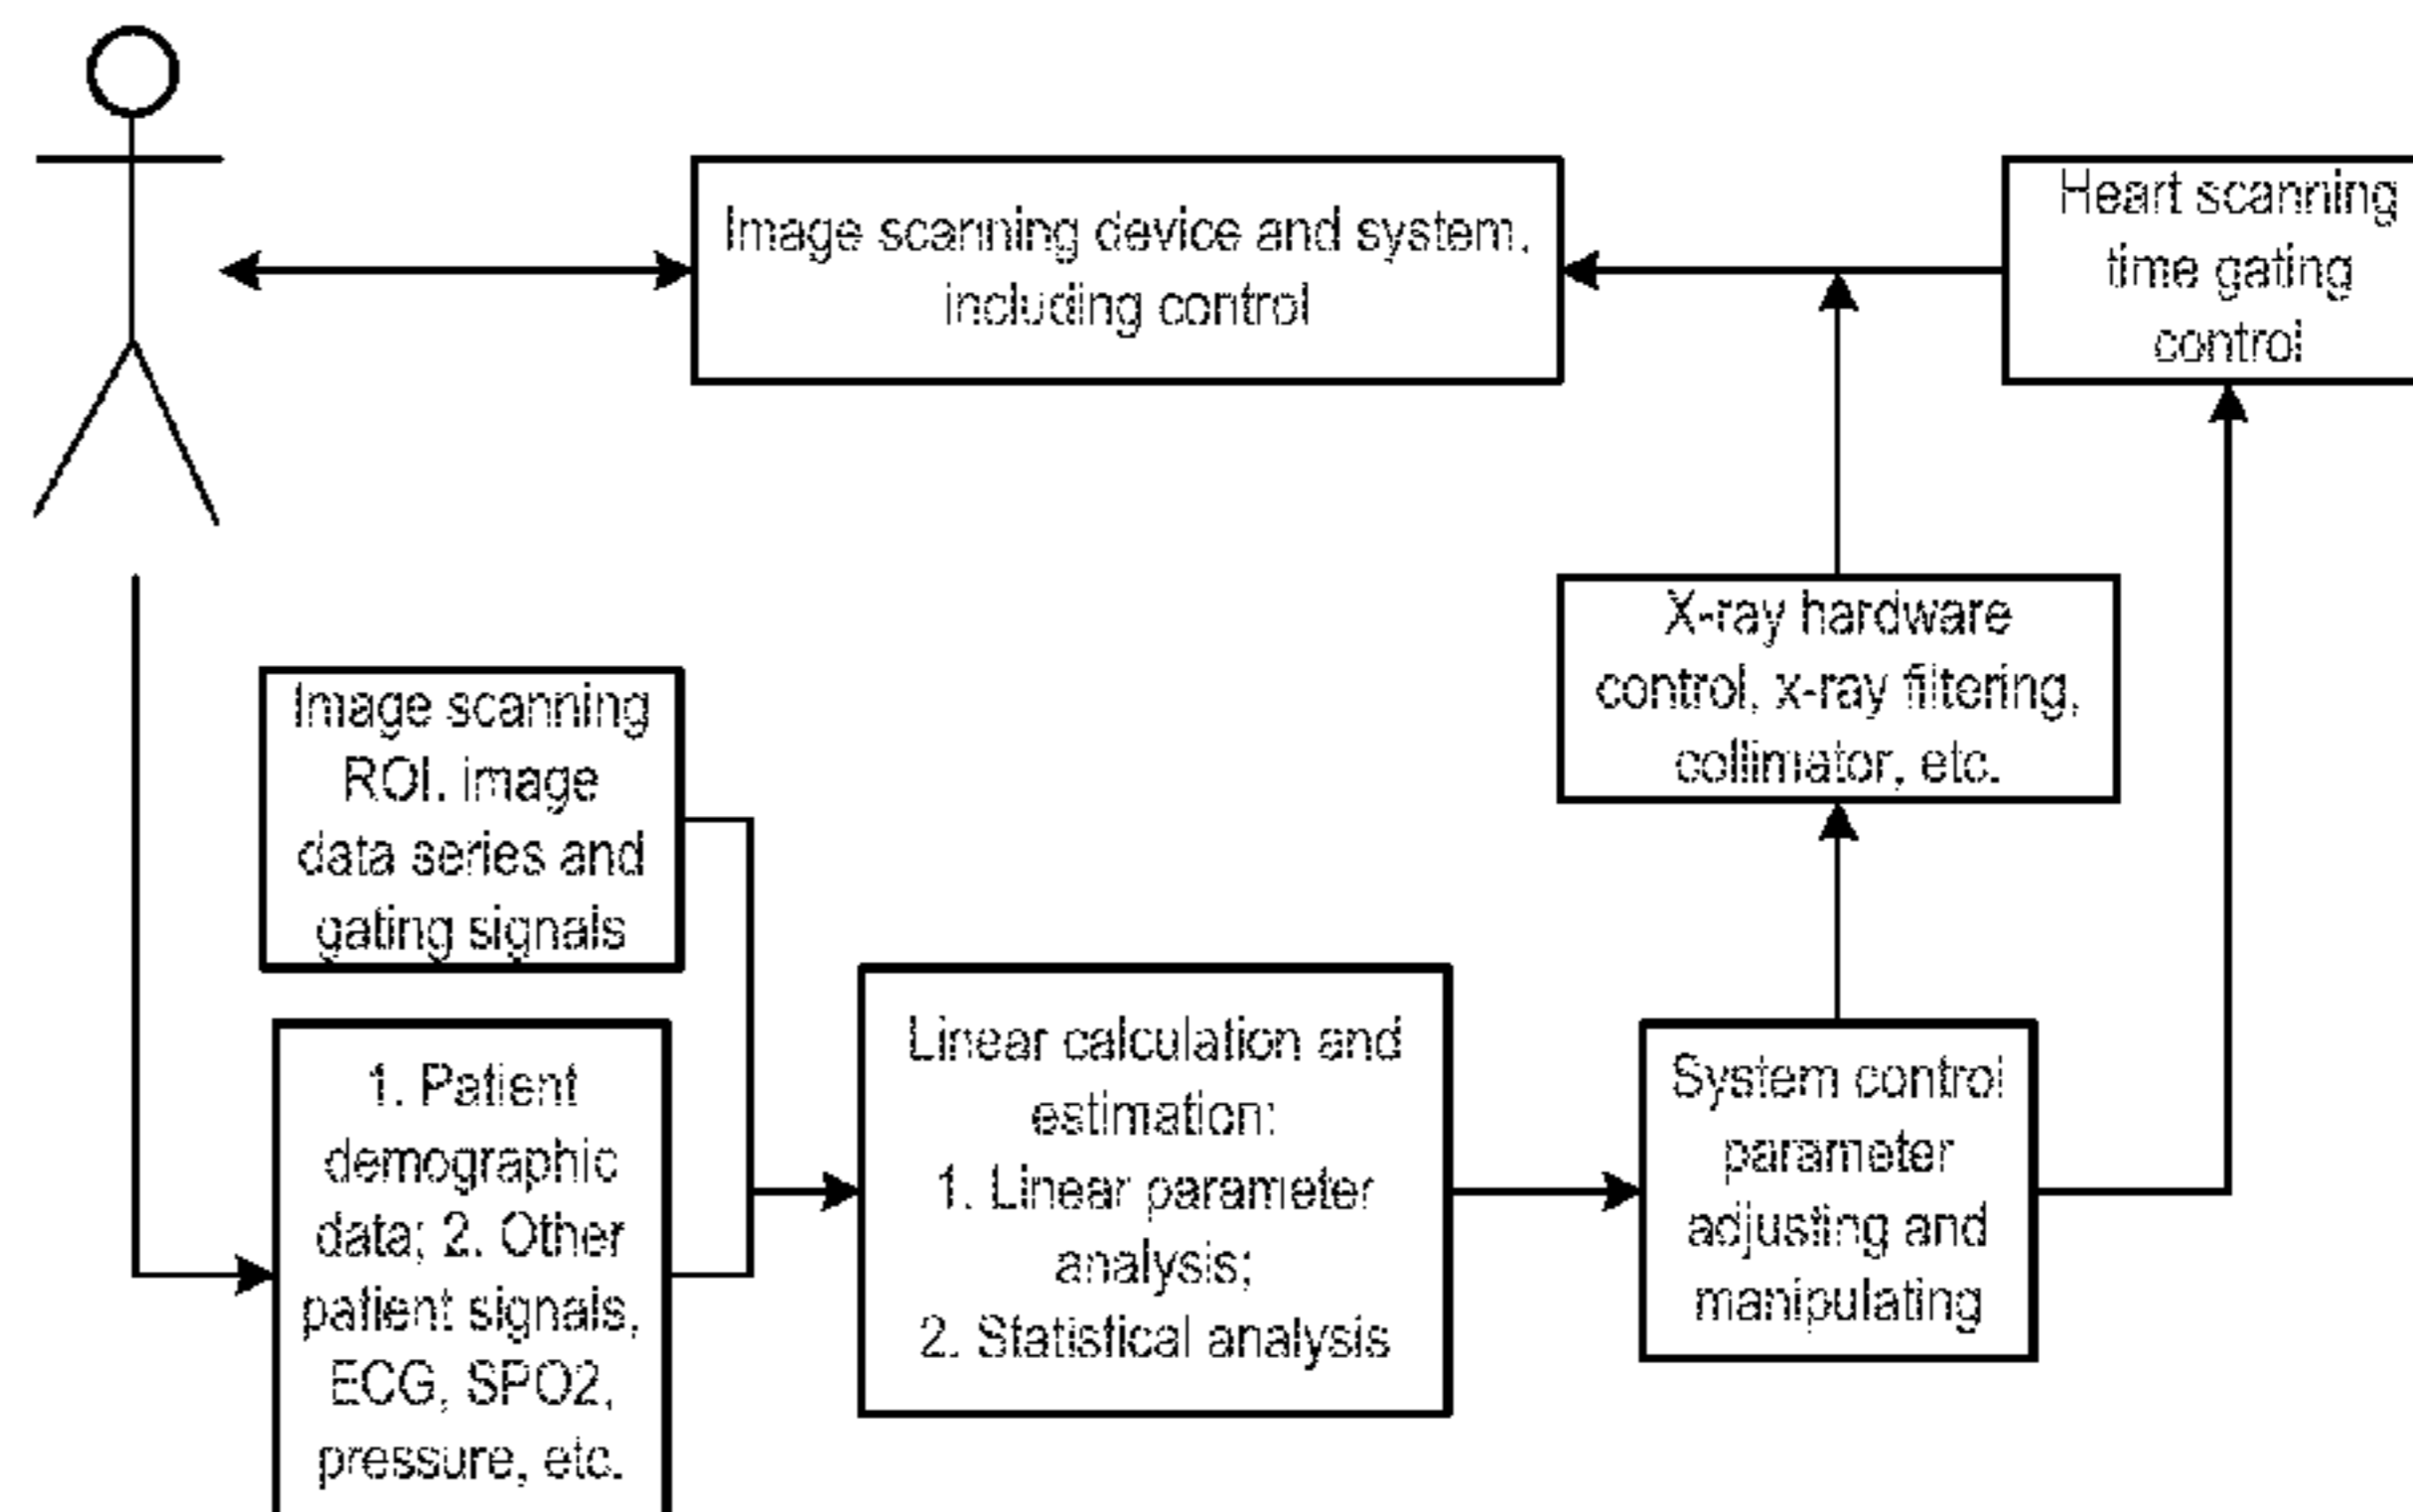 Image scanning device and system,
including control
Heart scanning
time gating
control
X-ray hardware
control, x-ray filtering,
collimator, etc.
Image scanning
ROI. image
data series and
gating signals
1. Patient
demographic
data; 2. Other
patient signals,
ECG, SPO2,
pressure, etc.
Linear calculation and
estimation:
1. Linear parameter
analysis;
2. Statistical analysis
System control
parameter
adjusting and
manipulating